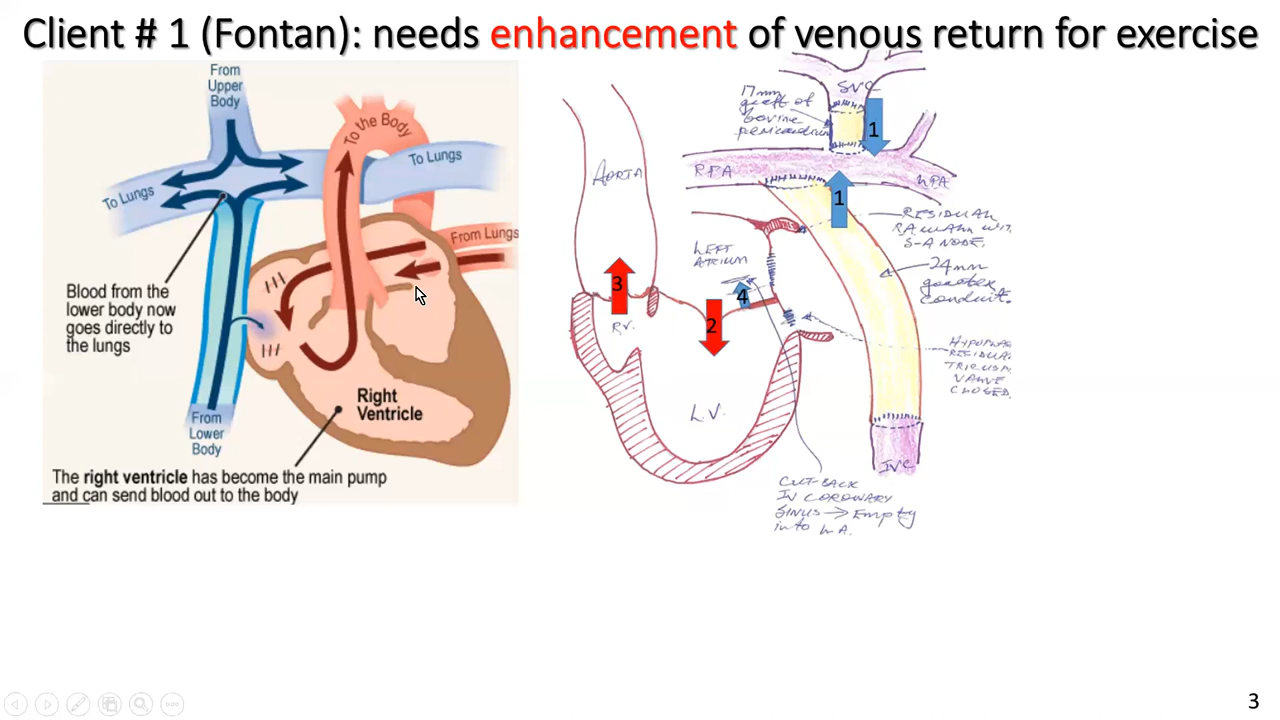 Client # 1 (Fontan): needs enhancement of venous return for exercise
From
Upper
Body
To the Body
To Lungs
To Lungs
From Lungs
Blood from the
lower body now
goes directly to
the lungs
Right
Ventricle
From
Lower
Body
The right ventricle has become the main pump
and can send blood out to the body
SVC
17mm
graft of
bovine
pericardium
1
AORTA
RPA
LPA
1
RESIDUAL
RA WALL WITH
S-A NODE.
LEFT
ATRIUM
24mm
goretex
conduit.
3
4
R.V.
2
RESIDUAL
VALVE
CLOSED.
L.V.
IVC
CUT-BACK
IN CORONARY
SINUS → Empty
into LA.
3